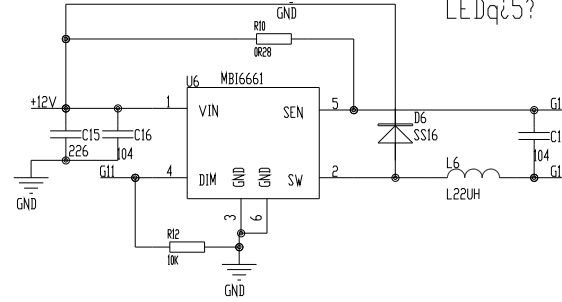 LEDq¿5?
GND
R10
0R28
U6 MBI6661
+12V
1 VIN
SEN 5
G1
D6
SS16
C15
C16
226
104
C1
104
G11
4 DIM
GND
GND
SW 2
L6
L22UH
G1
GND
3
6
R12
10K
GND